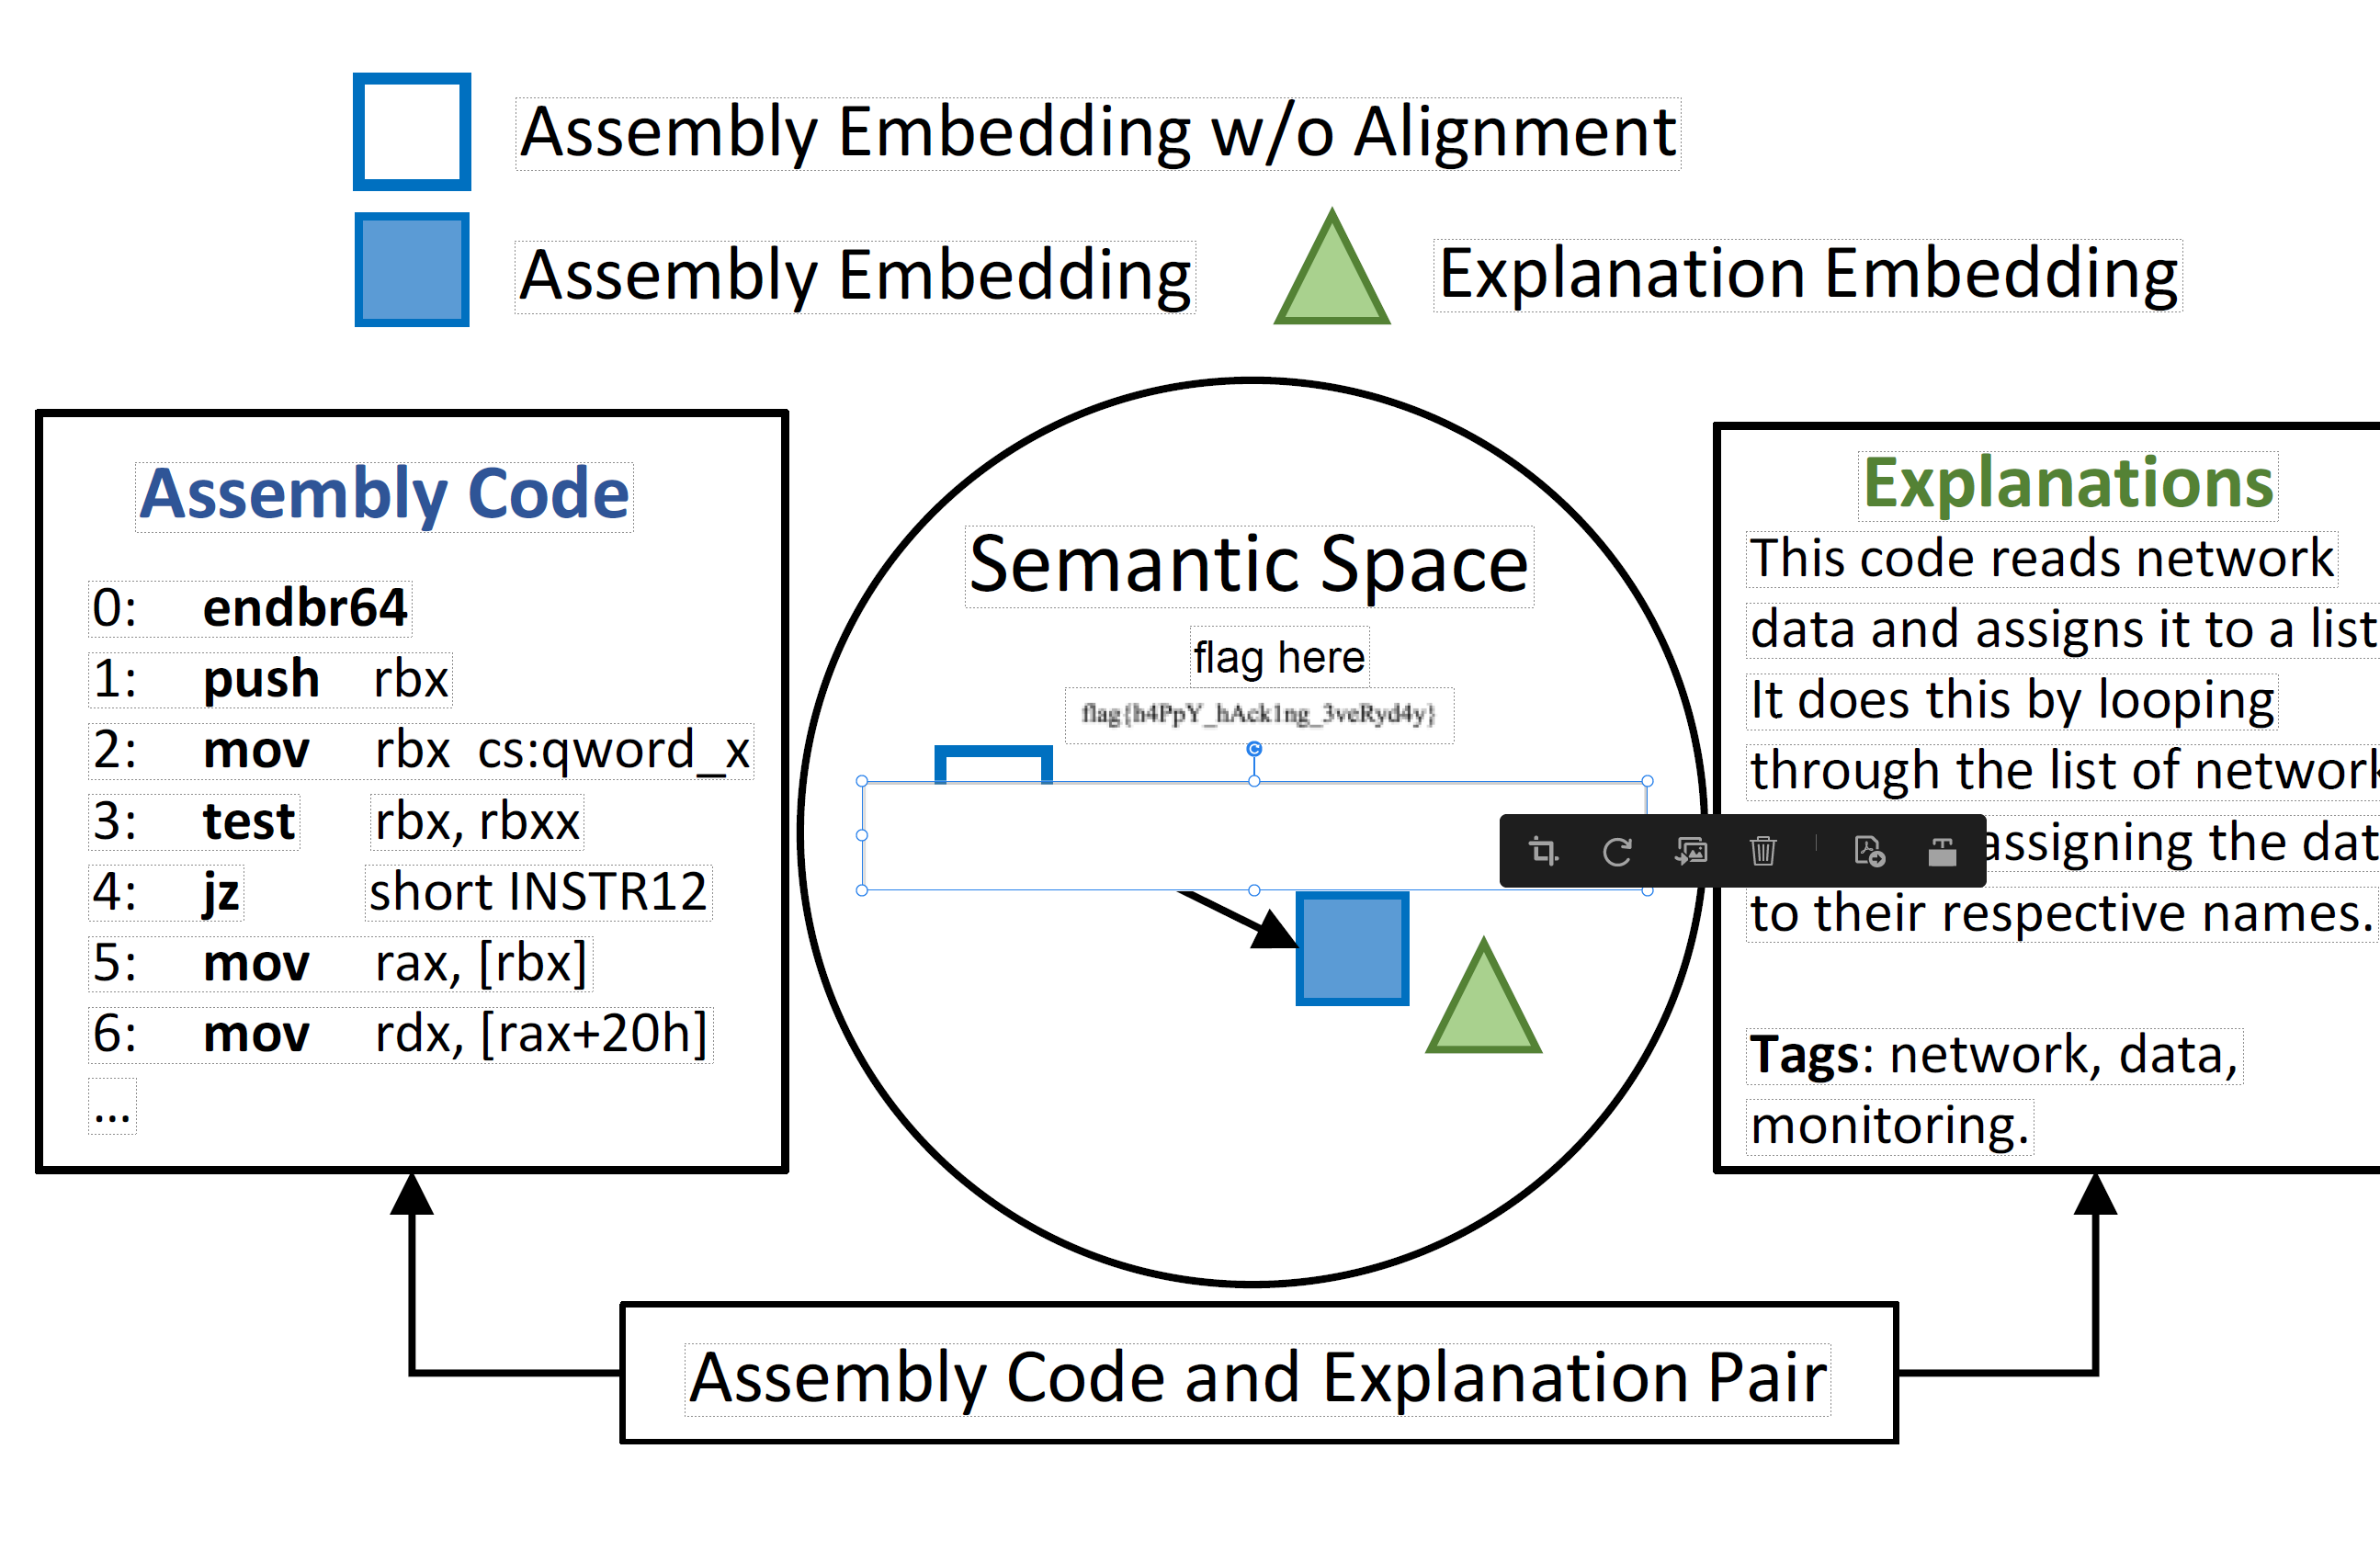 Assembly Embedding w/o Alignment
Assembly Embedding
Explanation Embedding
Assembly Code
0: endbr64
1: push rbx
2: mov rbx cs:qword_x
3: test rbx, rbxx
4: jz short INSTR12
5: mov rax, [rbx]
6: mov rdx, [rax+20h]
...
Semantic Space
flag here
flag{h4PpY_hAck1ng_3veRyd4y}
Explanations
This code reads network
data and assigns it to a list
It does this by looping
through the list of network
assigning the dat
to their respective names.
Tags: network, data,
monitoring.
Assembly Code and Explanation Pair